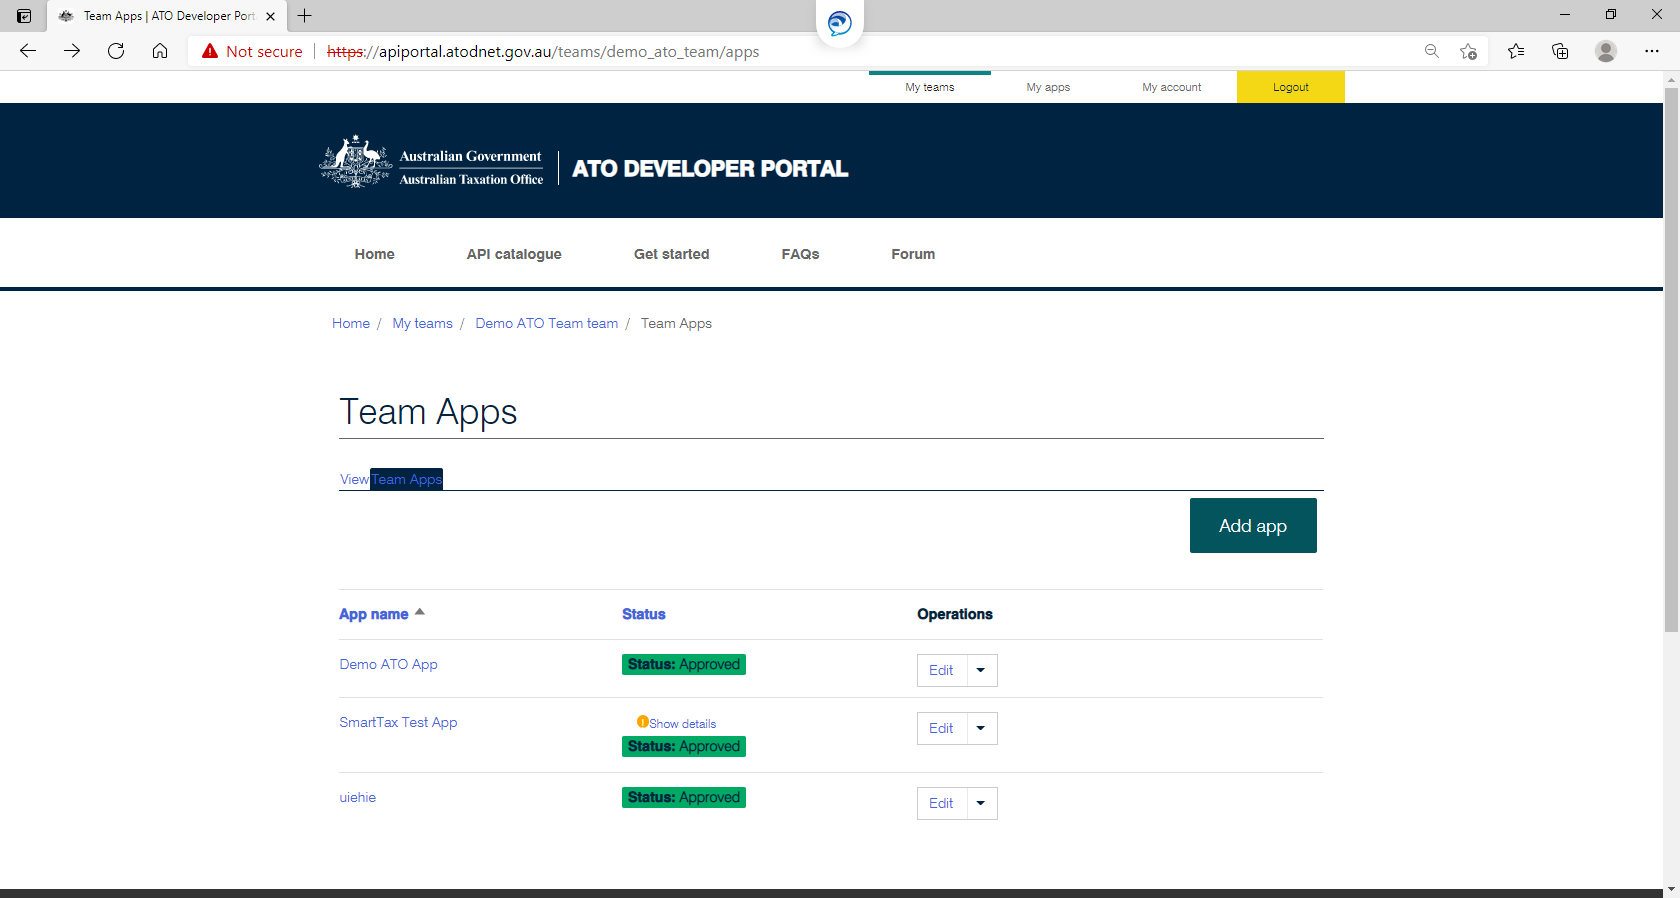 Team Apps | ATO Developer Port
Not secure
https://apiportal.atodnet.gov.au/teams/demo_ato_team/apps
My teams
My apps
My account
Logout
Australian Government
Australian Taxation Office
ATO DEVELOPER PORTAL
Home
API catalogue
Get started
FAQs
Forum
Home / My teams / Demo ATO Team team / Team Apps
Team Apps
View Team Apps
Add app
App name
Status
Operations
Demo ATO App
Status: Approved
Edit
SmartTax Test App
Show details
Status: Approved
Edit
uiehie
Status: Approved
Edit